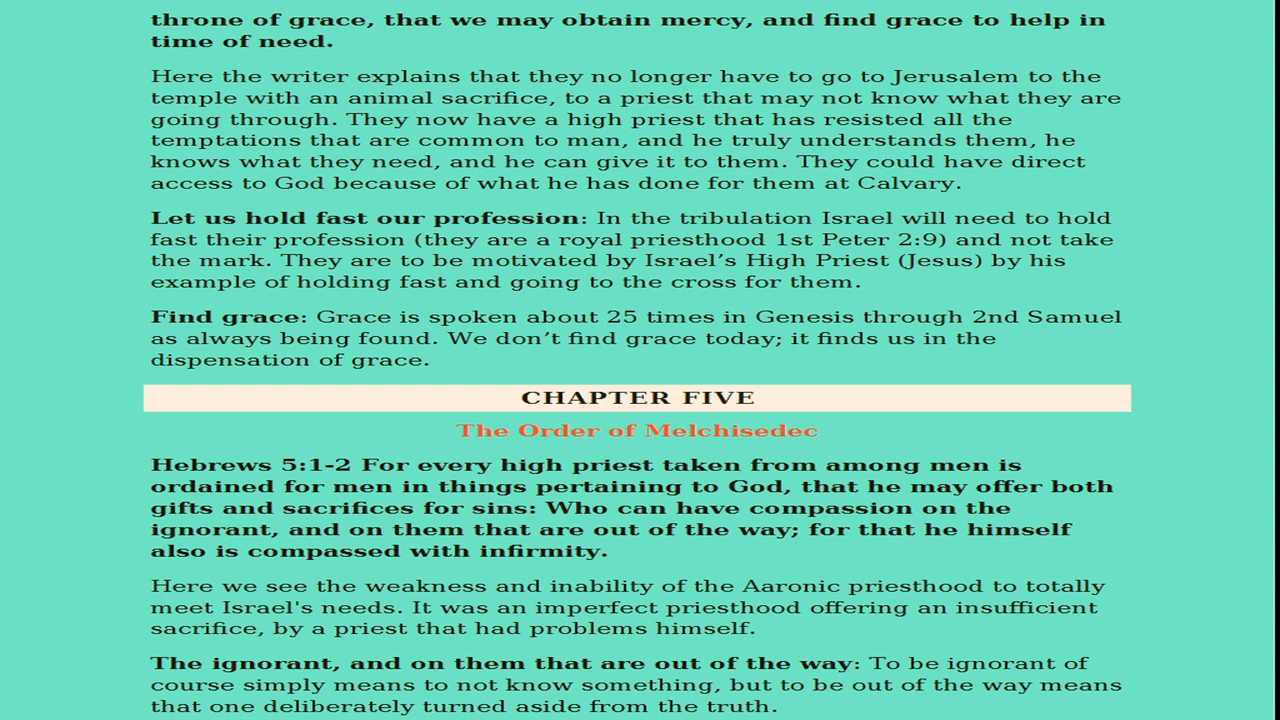 throne of grace, that we may obtain mercy, and find grace to help in
time of need.
Here the writer explains that they no longer have to go to Jerusalem to the
temple with an animal sacrifice, to a priest that may not know what they are
going through. They now have a high priest that has resisted all the
temptations that are common to man, and he truly understands them, he
knows what they need, and he can give it to them. They could have direct
access to God because of what he has done for them at Calvary.
Let us hold fast our profession: In the tribulation Israel will need to hold
fast their profession (they are a royal priesthood 1st Peter 2:9) and not take
the mark. They are to be motivated by Israel’s High Priest (Jesus) by his
example of holding fast and going to the cross for them.
Find grace: Grace is spoken about 25 times in Genesis through 2nd Samuel
as always being found. We don’t find grace today; it finds us in the
dispensation of grace.
CHAPTER FIVE
The Order of Melchisedec
Hebrews 5:1-2 For every high priest taken from among men is
ordained for men in things pertaining to God, that he may offer both
gifts and sacrifices for sins: Who can have compassion on the
ignorant, and on them that are out of the way; for that he himself
also is compassed with infirmity.
Here we see the weakness and inability of the Aaronic priesthood to totally
meet Israel's needs. It was an imperfect priesthood offering an insufficient
sacrifice, by a priest that had problems himself.
The ignorant, and on them that are out of the way: To be ignorant of
course simply means to not know something, but to be out of the way means
that one deliberately turned aside from the truth.